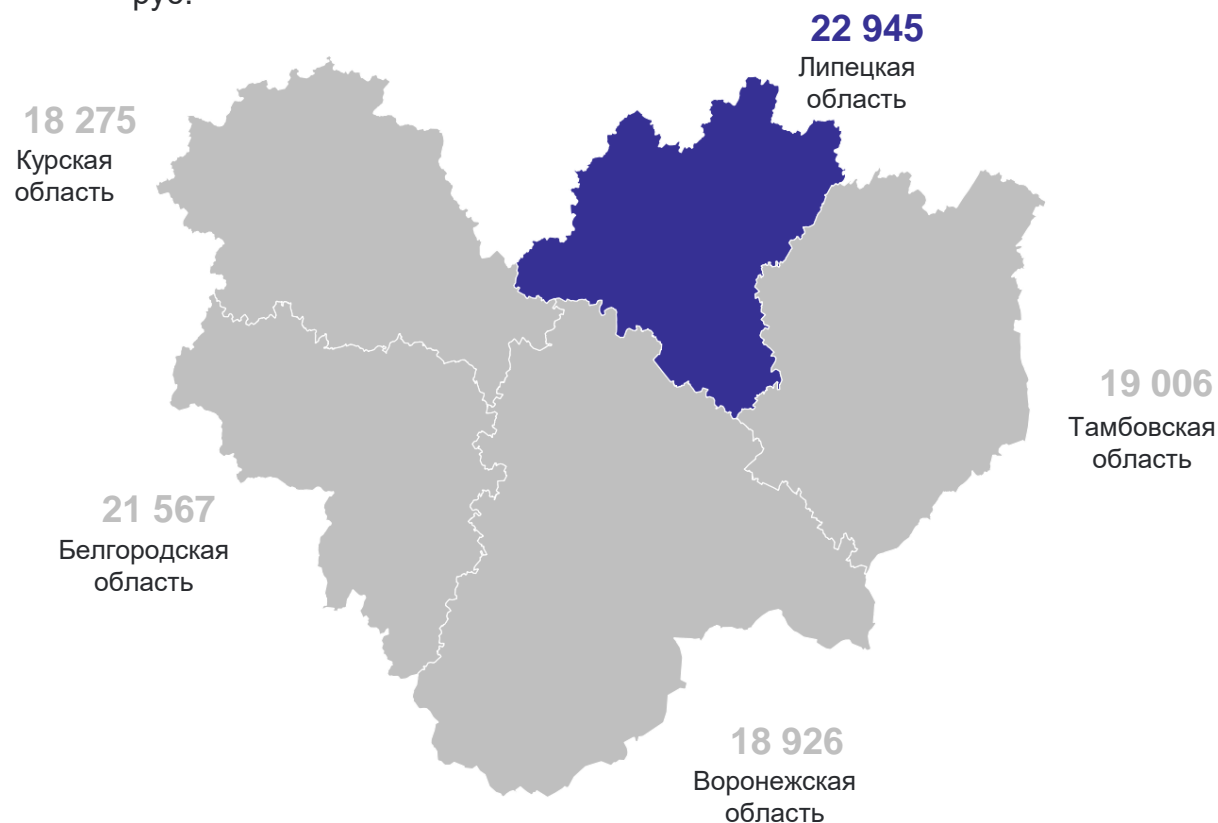 руб.
22 945
Липецкая
область
18 275
Курская
область
19 006
Тамбовская
область
21 567
Белгородская
область
18 926
Воронежская
область